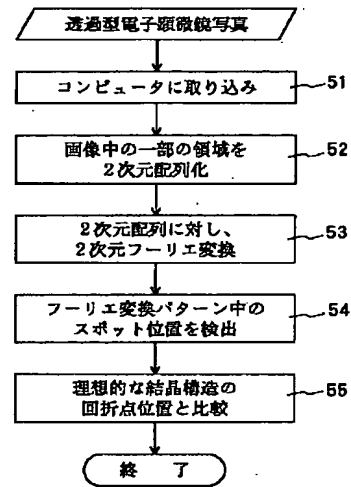 透過型電子顕微鏡写真
コンピュータに取り込み
51
画像中の一部の領域を
2次元配列化
52
2次元配列に対し、
2次元フーリエ変換
53
フーリエ変換パターン中の
スポット位置を検出
54
理想的な結晶構造の
回折点位置と比較
55
終 了